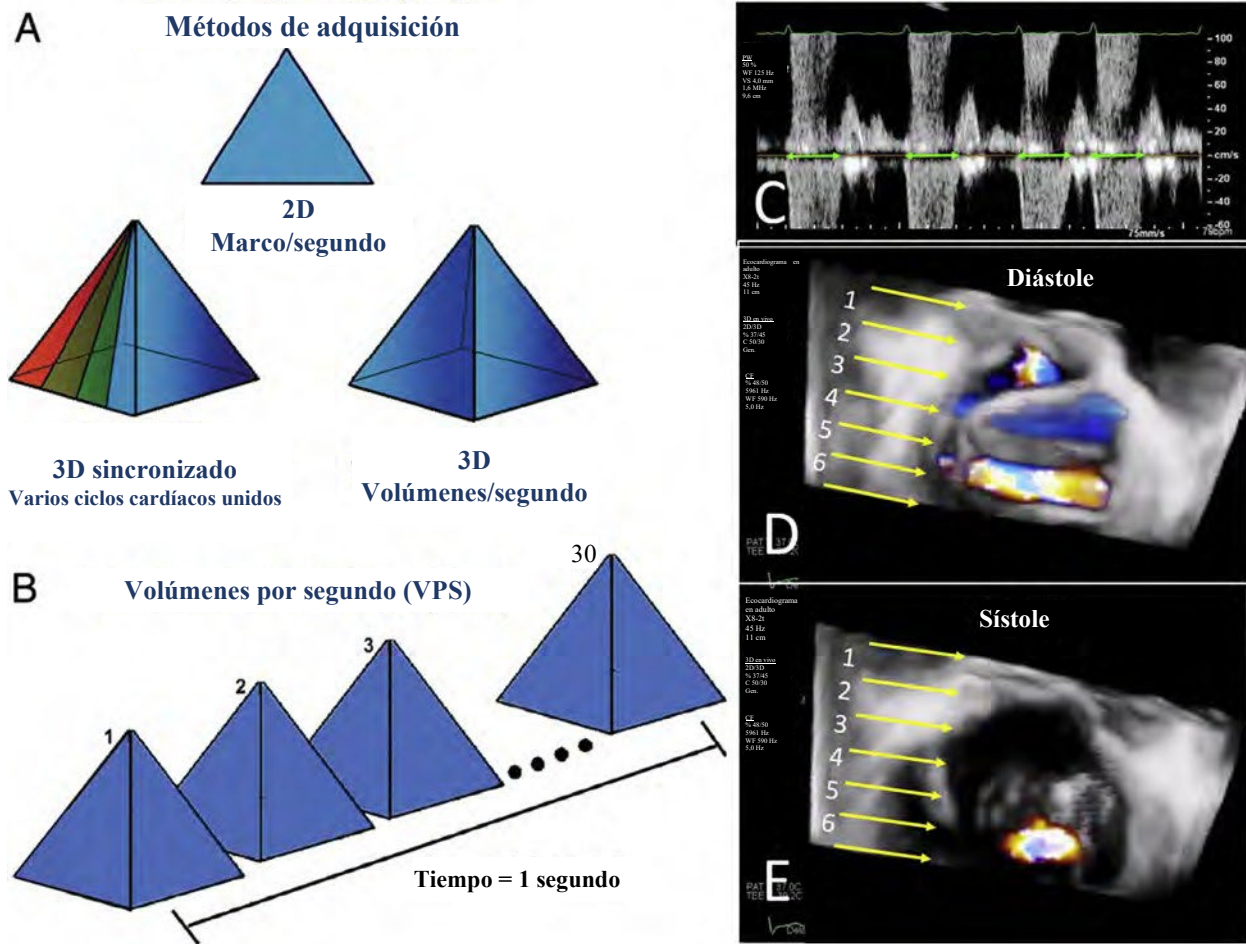 A
Métodos de adquisición
2D
Marco/segundo
3D sincronizado
Varios ciclos cardíacos unidos
3D
Volúmenes/segundo
B
Volúmenes por segundo (VPS)
1
2
3
30
Tiempo = 1 segundo
PW
50 %
WF 125 Hz
VS 4,0 mm
1,6 MHz
9,6 cm
100
80
60
40
20
cm/s
-20
-40
-60
C
75mm/s
79bpm
Ecocardiograma en
adulto
X8-2t
45 Hz
11 cm
3D en vivo
2D/3D
% 37/45
C 50/30
Gen.
CF
% 48/50
5961 Hz
WF 590 Hz
5,0 Hz
Diástole
1
2
3
4
5
6
D
Ecocardiograma
en adulto
X8-2t
45 Hz
11 cm
3D en vivo
2D/3D
% 37/45
C 50/30
Gen.
CF
% 48/50
5961 Hz
WF 590 Hz
5,0 Hz
Sístole
1
2
3
4
5
6
E
PAT 37.0C
TEE